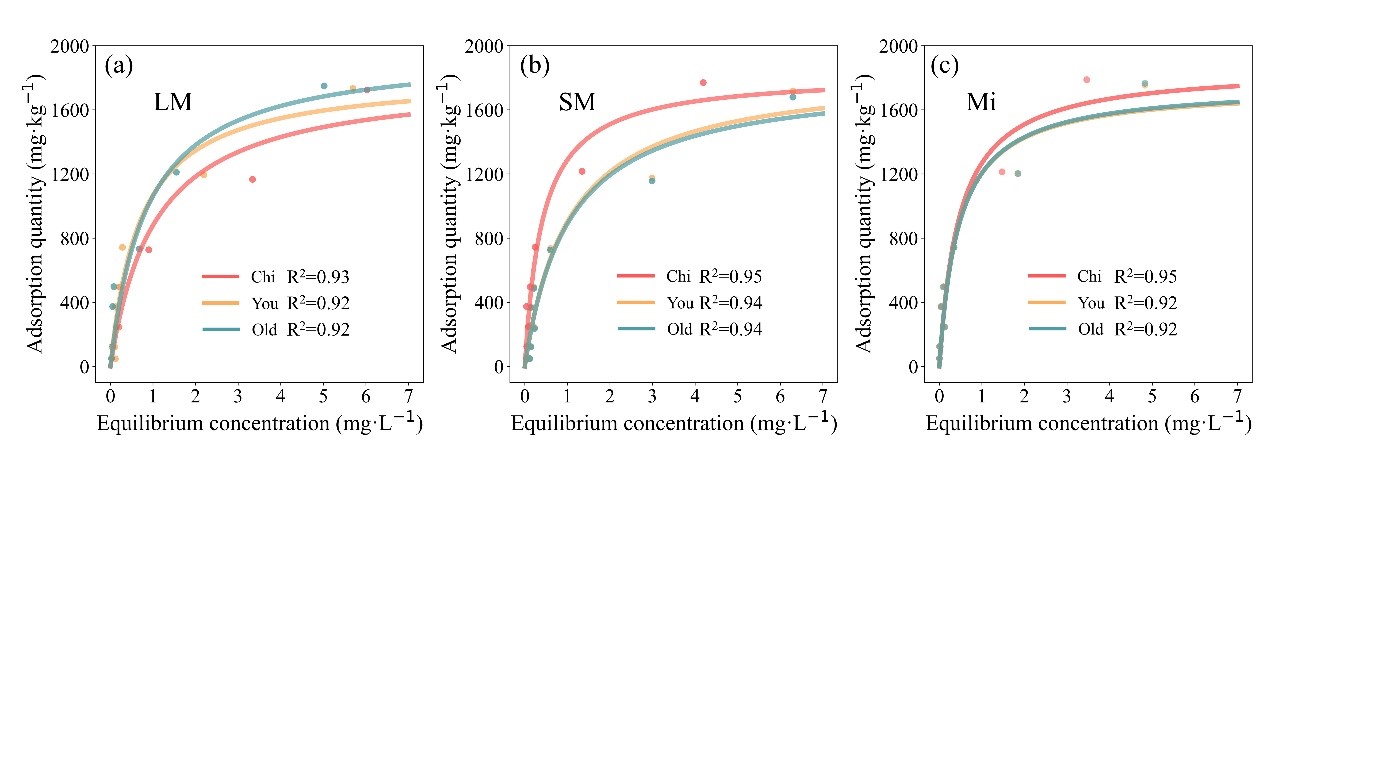 (a)
LM
2000
1600
1200
800
400
0
Adsorption quantity (mg·kg⁻¹)
Chi R²=0.93
You R²=0.92
Old R²=0.92
0 1 2 3 4 5 6 7
Equilibrium concentration (mg·L⁻¹)
(b)
SM
2000
1600
1200
800
400
0
Adsorption quantity (mg·kg⁻¹)
Chi R²=0.95
You R²=0.94
Old R²=0.94
0 1 2 3 4 5 6 7
Equilibrium concentration (mg·L⁻¹)
(c)
Mi
2000
1600
1200
800
400
0
Adsorption quantity (mg·kg⁻¹)
Chi R²=0.95
You R²=0.92
Old R²=0.92
0 1 2 3 4 5 6 7
Equilibrium concentration (mg·L⁻¹)